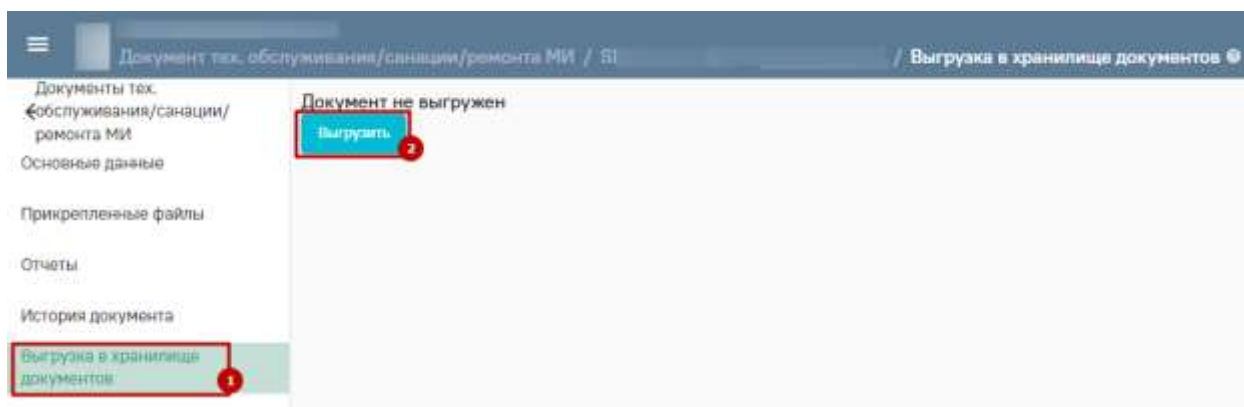 Документ тех. обслуживания/санации/ремонта МИ / SI / Выгрузка в хранилище документов
Документы тех.
обслуживания/санации/
ремонта МИ
Основные данные
Прикрепленные файлы
Отчеты
История документа
Выгрузка в хранилище
документов
1
Документ не выгружен
Выгрузить
2